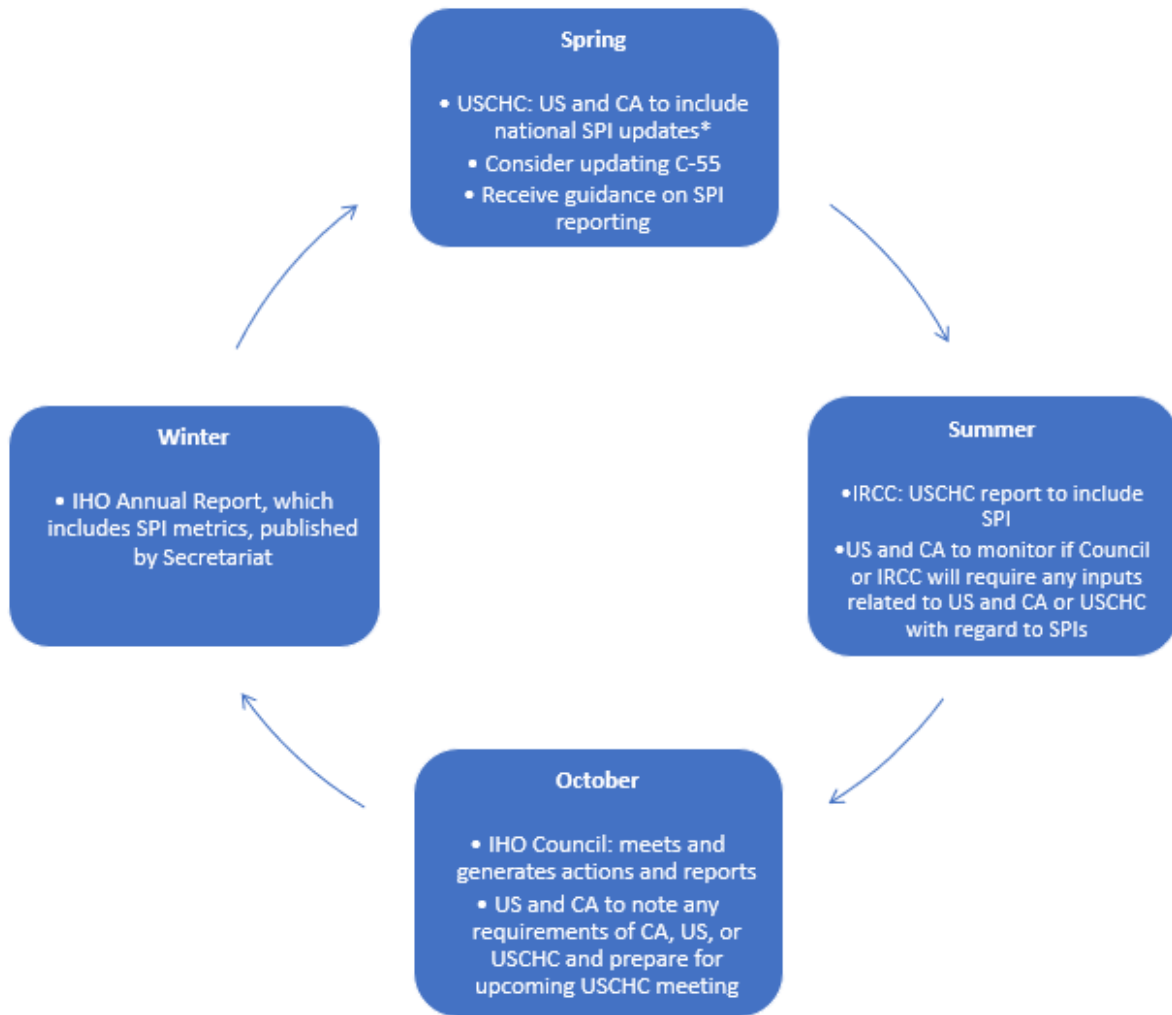 Spring
• USCHC: US and CA to include
national SPI updates*
• Consider updating C-55
• Receive guidance on SPI
reporting
Winter
• IHO Annual Report, which
includes SPI metrics, published
by Secretariat
Summer
•IRCC: USCHC report to include
SPI
•US and CA to monitor if Council
or IRCC will require any inputs
related to US and CA or USCHC
with regard to SPIs
October
• IHO Council: meets and
generates actions and reports
• US and CA to note any
requirements of CA, US, or
USCHC and prepare for
upcoming USCHC meeting